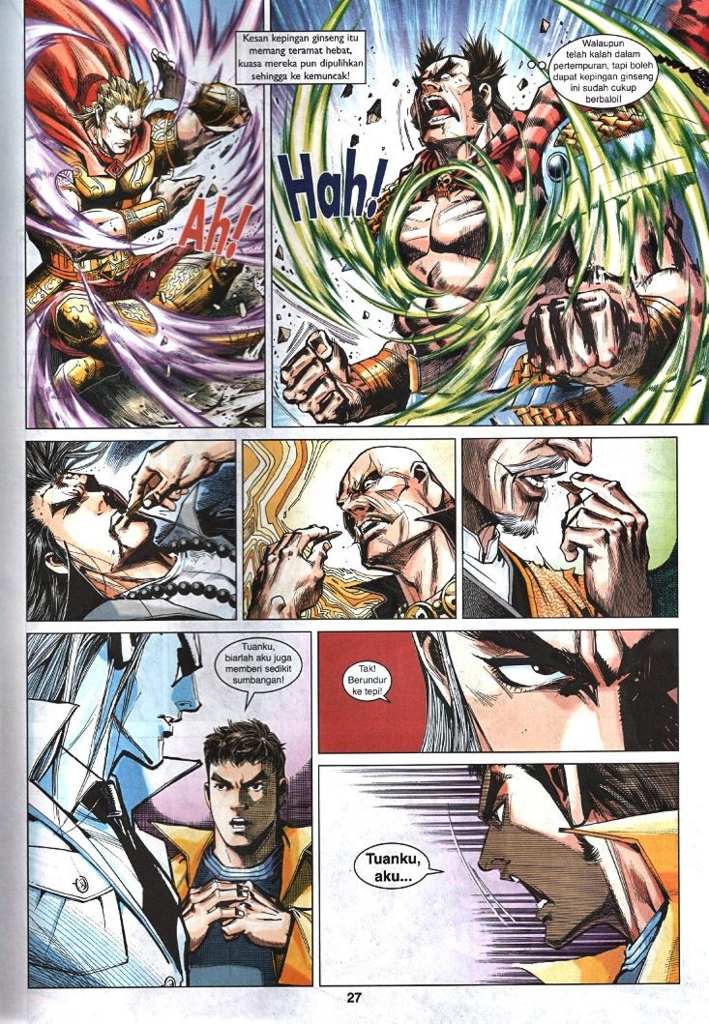 Kesan kepingan ginseng itu
memang teramat hebat,
kuasa mereka pun dipulihkan
sehingga ke kemuncak!
Walaupun
telah kalah dalam
pertempuran, tapi boleh
dapat kepingan ginseng
ini sudah cukup
berbaloi!
Ah!
Hah!
Tuanku,
biarlah aku juga
memberi sedikit
sumbangan!
Tak!
Berundur
ke tepi!
Tuanku,
aku...
27